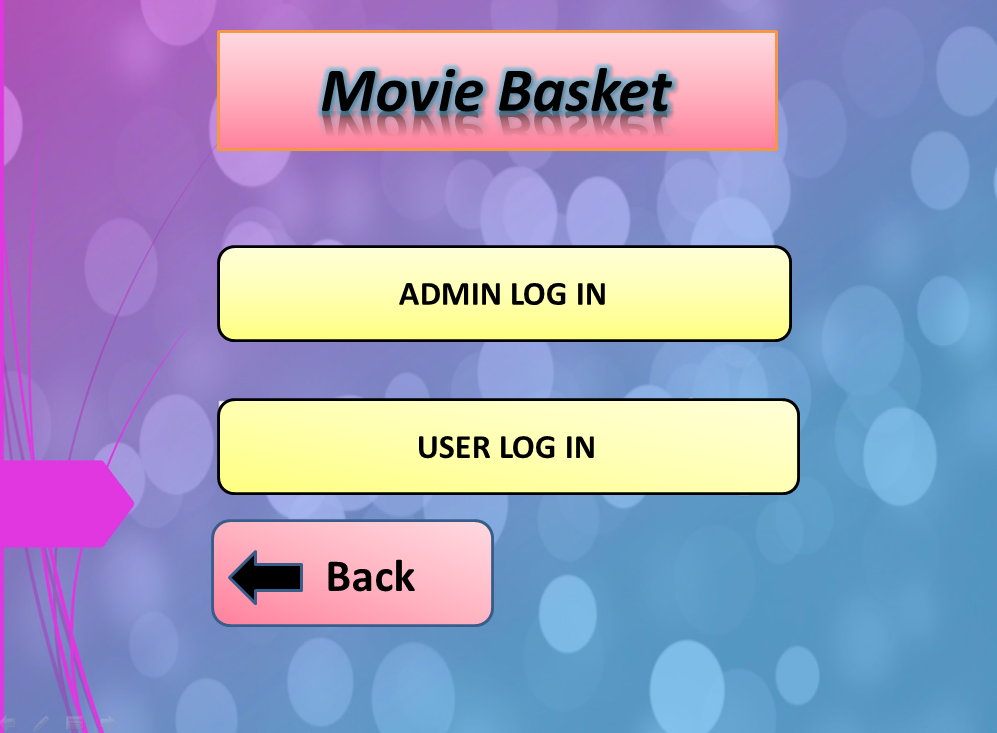 Movie Basket
ADMIN LOG IN
USER LOG IN
Back